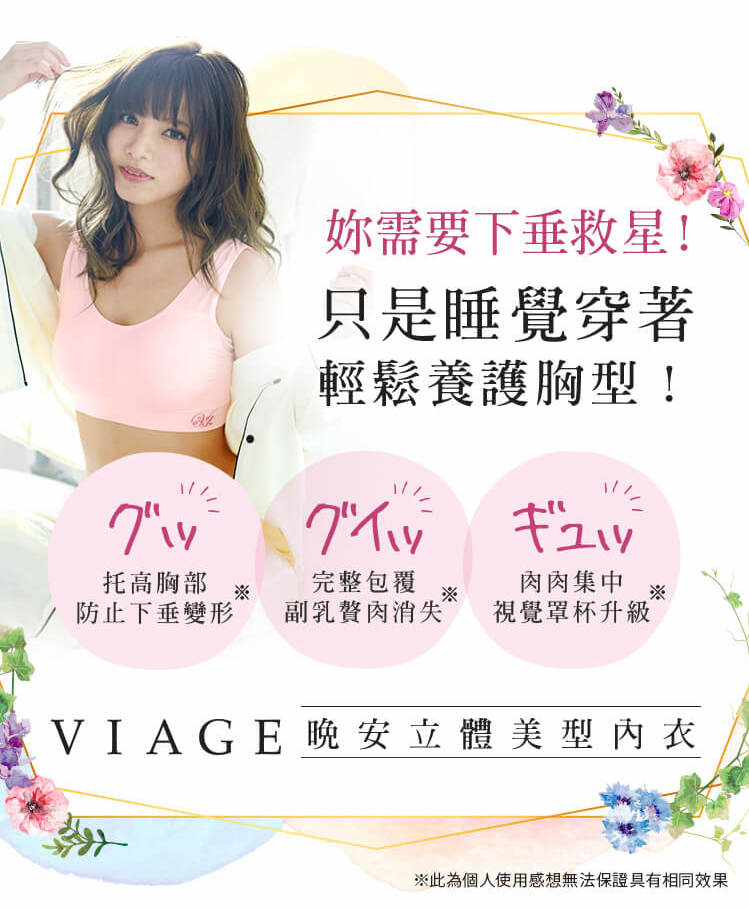 妳需要下垂救星!
只是睡覺穿著
輕鬆養護胸型！
グッ
托高胸部
防止下垂變形※
グイッ
完整包覆
副乳贅肉消失※
ギュッ
肉肉集中
視覺罩杯升級※
VIAGE 晚安立體美型內衣
※此為個人使用感想無法保證具有相同效果